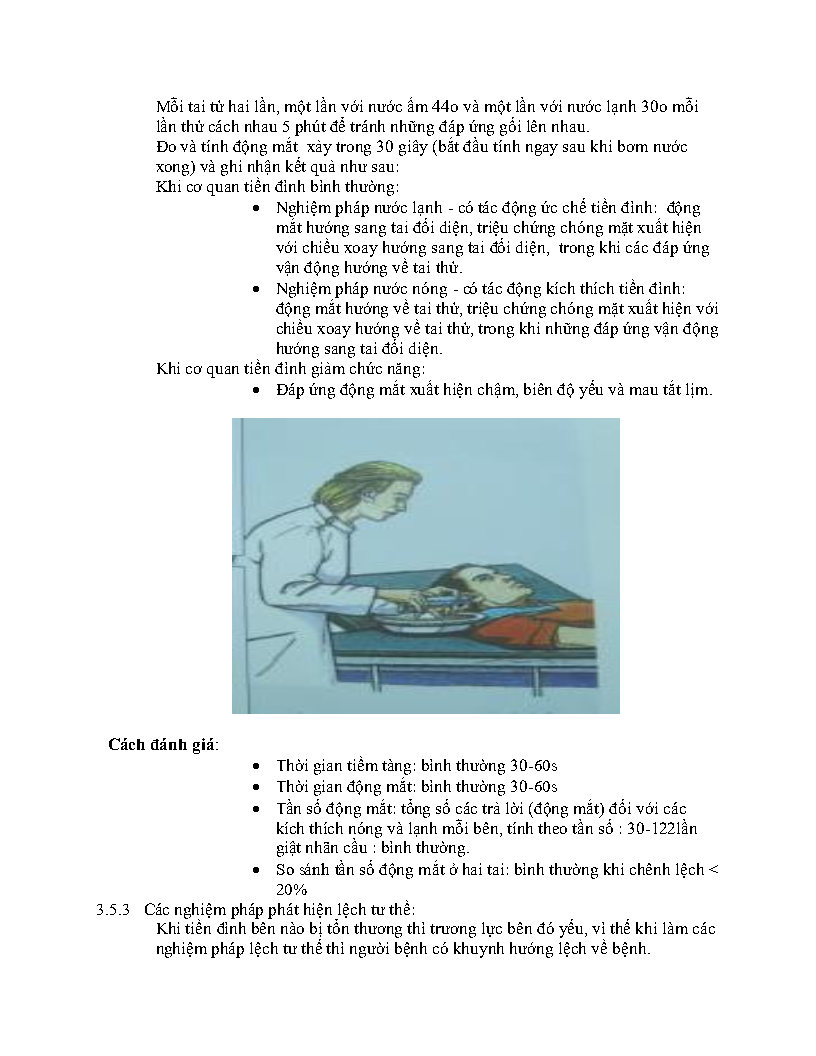 Mỗi tai từ hai lần, một lần với nước ấm 44o và một lần với nước lạnh 30o mỗi
lần thử cách nhau 5 phút để tránh những đáp ứng gối lên nhau.
Đo và tính động mắt  xảy trong 30 giây (bắt đầu tính ngay sau khi bơm nước
xong) và ghi nhận kết quả như sau:
Khi cơ quan tiền đình bình thường:
• Nghiệm pháp nước lạnh - có tác động ức chế tiền đình:  động
mắt hướng sang tai đối diện, triệu chứng chóng mặt xuất hiện
với chiều xoay hướng sang tai đối diện,  trong khi các đáp ứng
vận động hướng về tai thử.
• Nghiệm pháp nước nóng - có tác động kích thích tiền đình:
động mắt hướng về tai thử, triệu chứng chóng mặt xuất hiện với
chiều xoay hướng về tai thử, trong khi những đáp ứng vận động
hướng sang tai đối diện.
Khi cơ quan tiền đình giảm chức năng:
• Đáp ứng động mắt xuất hiện chậm, biên độ yếu và mau tắt lịm.
Cách đánh giá:
• Thời gian tiềm tàng: bình thường 30-60s
• Thời gian động mắt: bình thường 30-60s
• Tần số động mắt: tổng số các trả lời (động mắt) đối với các
kích thích nóng và lạnh mỗi bên, tính theo tần số : 30-122lần
giật nhãn cầu : bình thường.
• So sánh tần số động mắt ở hai tai: bình thường khi chênh lệch <
20%
3.5.3 Các nghiệm pháp phát hiện lệch tư thế:
Khi tiền đình bên nào bị tổn thương thì trương lực bên đó yếu, vì thế khi làm các
nghiệm pháp lệch tư thế thì người bệnh có khuynh hướng lệch về bệnh.